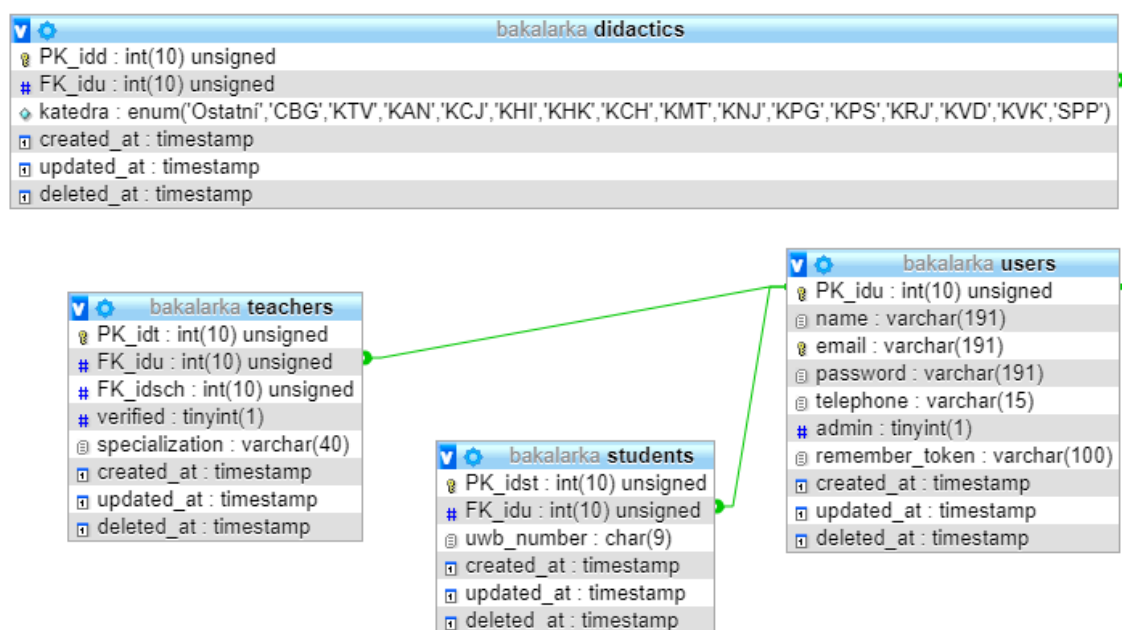 bakalarka didactics
PK_idd : int(10) unsigned
FK_idu : int(10) unsigned
katedra : enum('Ostatní','CBG','KTV','KAN','KCJ','KHI','KHK','KCH','KMT','KNJ','KPG','KPS','KRJ','KVD','KVK','SPP')
created_at : timestamp
updated_at : timestamp
deleted_at : timestamp
bakalarka teachers
PK_idt : int(10) unsigned
FK_idu : int(10) unsigned
FK_idsch : int(10) unsigned
verified : tinyint(1)
specialization : varchar(40)
created_at : timestamp
updated_at : timestamp
deleted_at : timestamp
bakalarka students
PK_idst : int(10) unsigned
FK_idu : int(10) unsigned
uwb_number : char(9)
created_at : timestamp
updated_at : timestamp
deleted_at : timestamp
bakalarka users
PK_idu : int(10) unsigned
name : varchar(191)
email : varchar(191)
password : varchar(191)
telephone : varchar(15)
admin : tinyint(1)
remember_token : varchar(100)
created_at : timestamp
updated_at : timestamp
deleted_at : timestamp